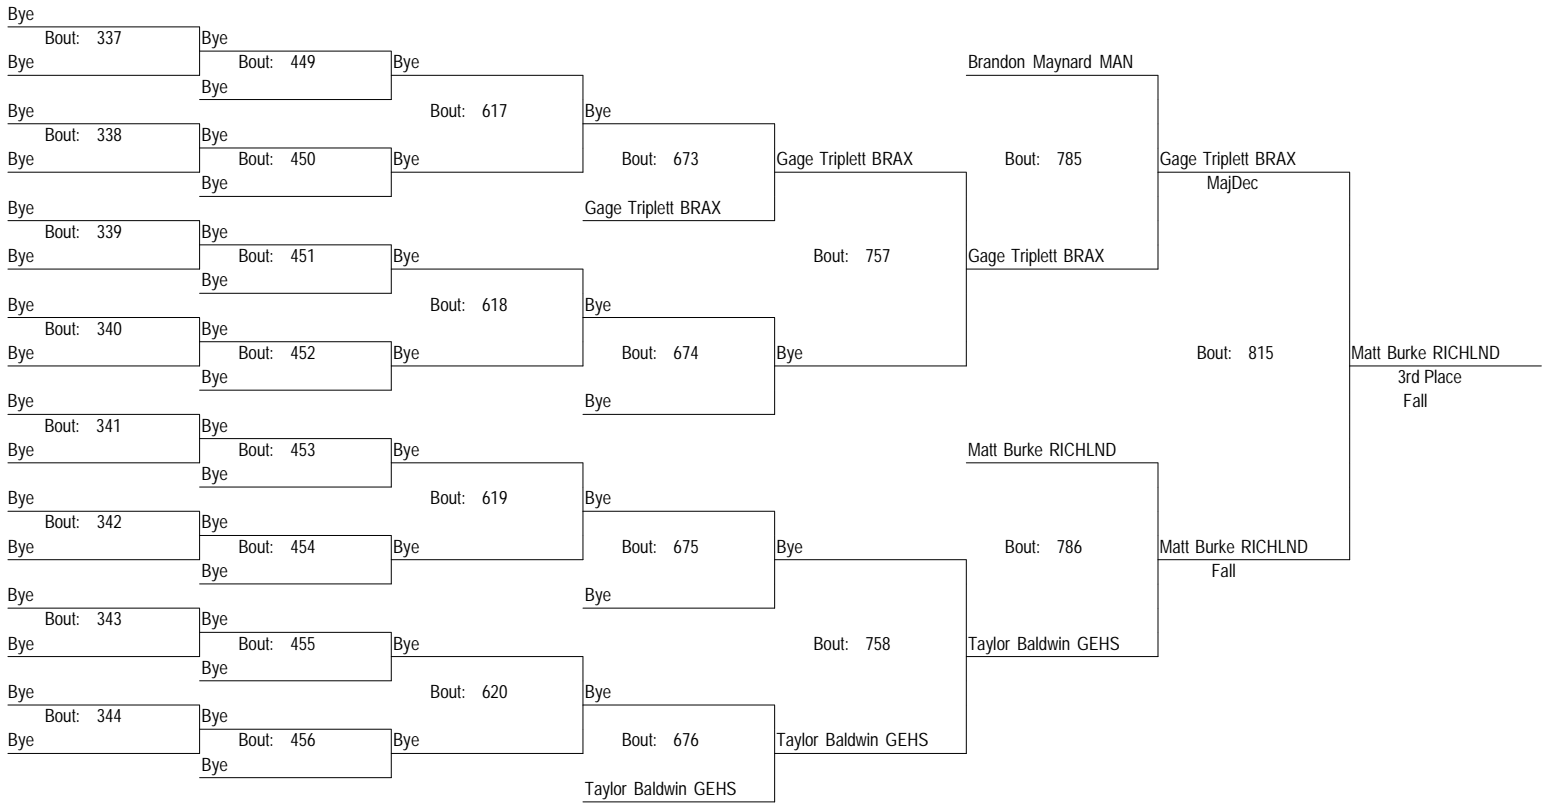 Bye
Bout: 337
Bye
Bye
Bout: 449
Bye
Bye
Bout: 338
Bye
Bye
Bout: 450
Bye
Bye
Bout: 617
Bye
Bye
Bout: 339
Bye
Bye
Bout: 451
Bye
Bye
Bout: 340
Bye
Bye
Bout: 452
Bye
Bye
Bout: 618
Bye
Bye
Bout: 673
Gage Triplett BRAX
Bye
Bout: 674
Bye
Gage Triplett BRAX
Bout: 757
Bye
Bye
Bout: 341
Bye
Bye
Bout: 453
Bye
Bye
Bout: 342
Bye
Bye
Bout: 454
Bye
Bye
Bout: 619
Bye
Bye
Bout: 343
Bye
Bye
Bout: 455
Bye
Bye
Bout: 344
Bye
Bye
Bout: 456
Bye
Bye
Bout: 620
Bye
Bye
Bout: 675
Bye
Bye
Bout: 676
Taylor Baldwin GEHS
Bye
Bout: 758
Taylor Baldwin GEHS
Brandon Maynard MAN
Bout: 785
Gage Triplett BRAX
Matt Burke RICHLND
Bout: 786
Taylor Baldwin GEHS
Gage Triplett BRAX
MajDec
Bout: 815
Matt Burke RICHLND
Fall
Matt Burke RICHLND
3rd Place
Fall